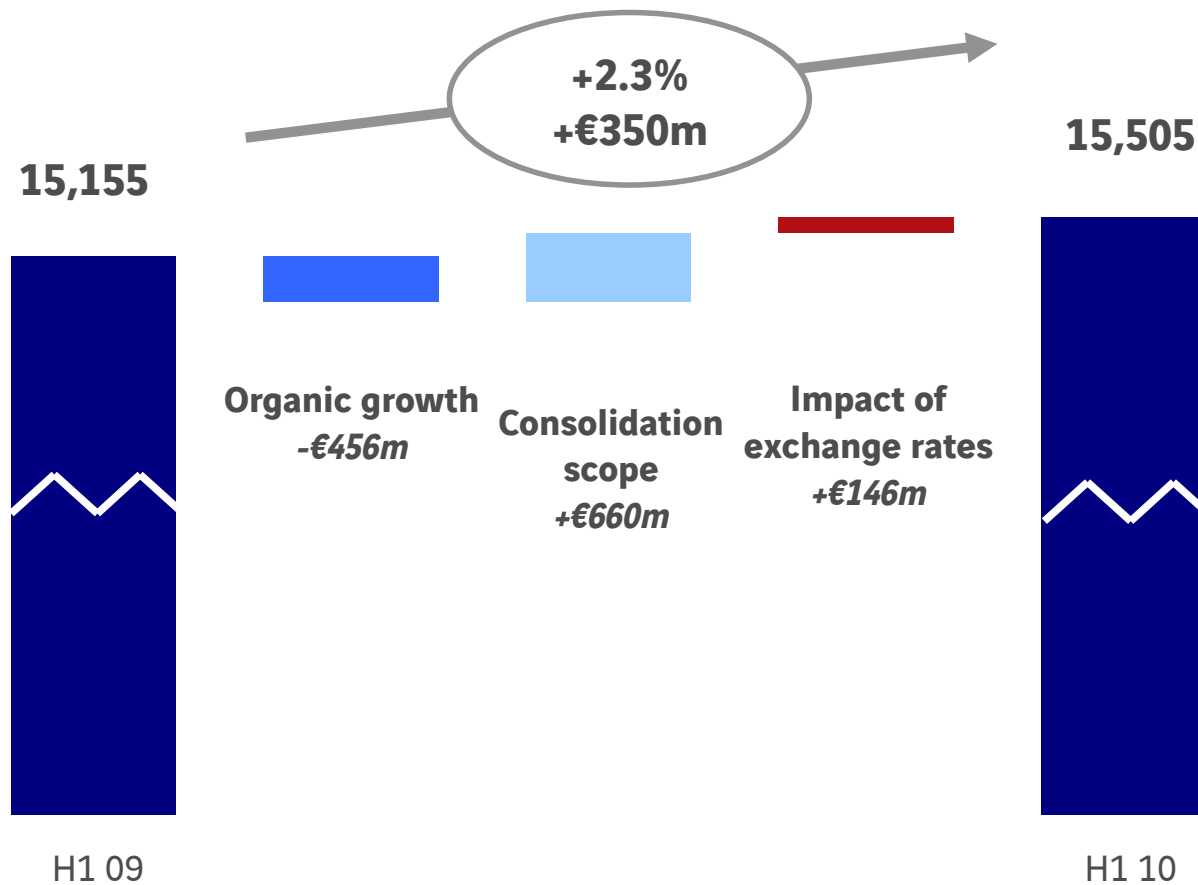 +2.3%
+€350m
15,155
15,505
Organic growth
-€456m
Consolidation
scope
+€660m
Impact of
exchange rates
+€146m
H1 09
H1 10